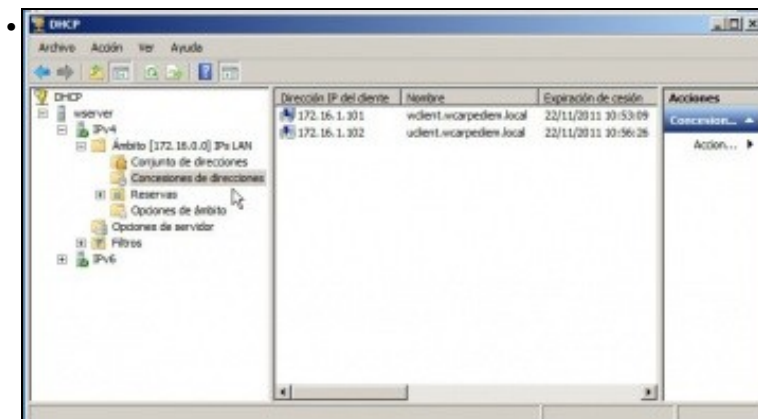 DHCP
Archivo Acción Ver Ayuda
DHCP
wserver
IPv4
Ámbito [172.16.0.0] IPs LAN
Conjunto de direcciones
Concesiones de direcciones
Reservas
Opciones de ámbito
Opciones de servidor
Filtros
IPv6
Dirección IP del cliente Nombre Expiración de cesión
172.16.1.101 wclient.wcarpediem.local 22/11/2011 10:53:09
172.16.1.102 uclient.wcarpediem.local 22/11/2011 10:56:26
Acciones
Concesion...
Accion...